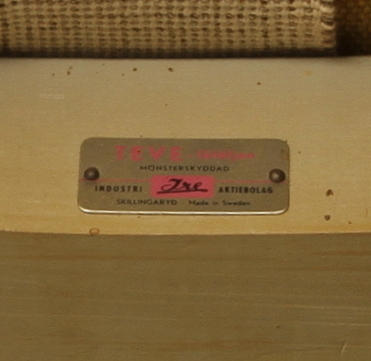 MÖNSTERSKYDDAD
INDUSTRI Ire AKTIEBOLAG
SKILLINGARYD Made in Sweden